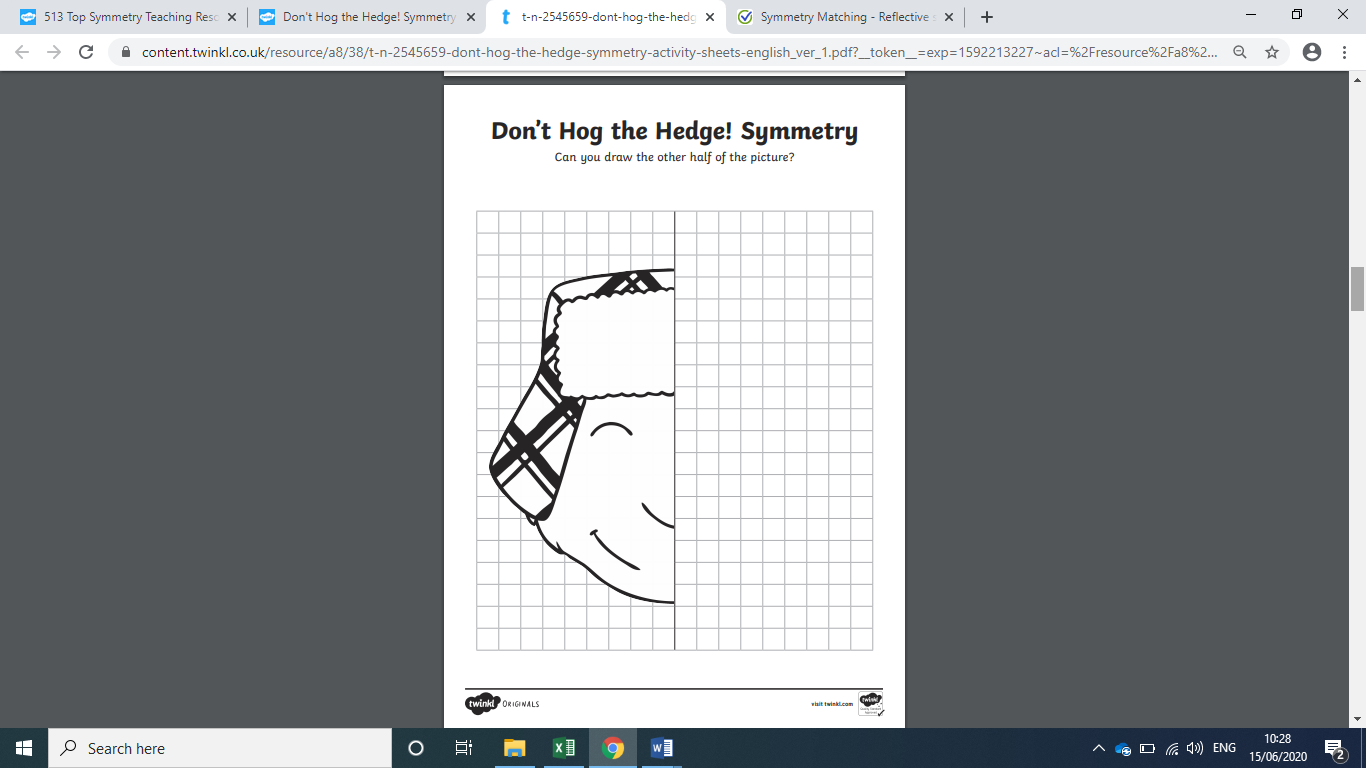 513 Top Symmetry Teaching Reso
Don't Hog the Hedge! Symmetry
t-n-2545659-dont-hog-the-hedg
Symmetry Matching - Reflective s
content.twinkl.co.uk/resource/a8/38/t-n-2545659-dont-hog-the-hedge-symmetry-activity-sheets-english_ver_1.pdf?__token__=exp=1592213227~acl=%2Fresource%2Fa8%2...
Don't Hog the Hedge! Symmetry
Can you draw the other half of the picture?
twinkl ORIGINALS
visit twinkl.com
twinkl
Search here
ENG
10:28
15/06/2020
2